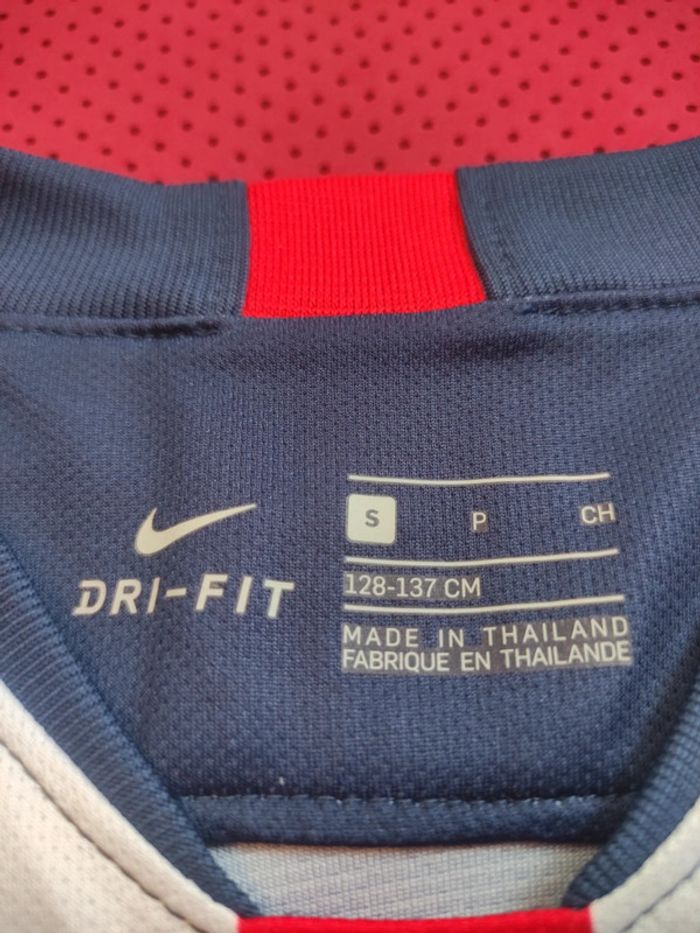 DRI-FIT
S P CH
128-137 CM
MADE IN THAILAND
FABRIQUE EN THAILANDE